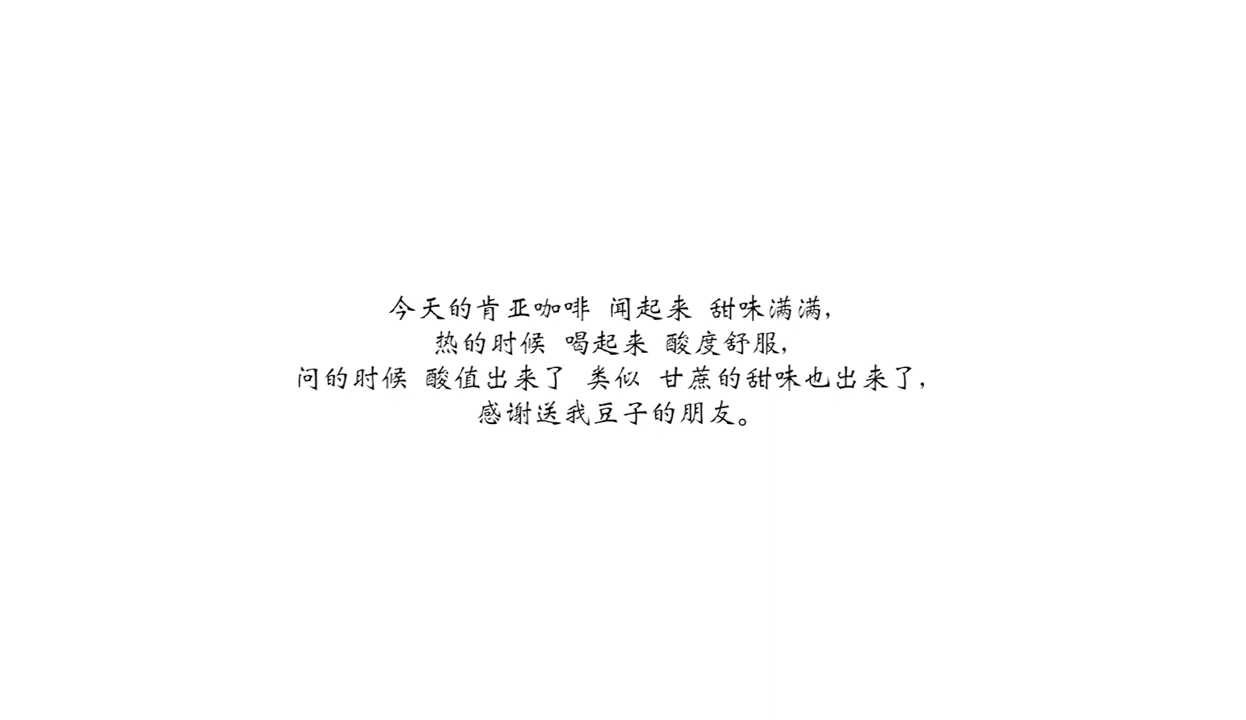 今天的肯亚咖啡 闻起来 甜味满满,
热的时候 喝起来 酸度舒服,
问的时候 酸值出来了 类似 甘蔗的甜味也出来了,
感谢送我豆子的朋友。